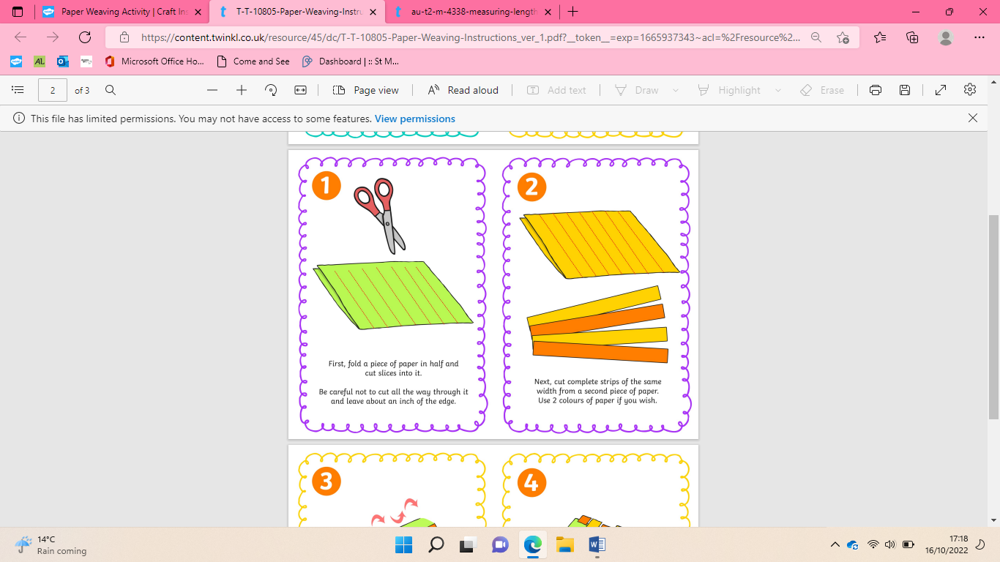 Paper Weaving Activity | Craft Ins
T-T-10805-Paper-Weaving-Instru
au-t2-m-4338-measuring-length
https://content.twinkl.co.uk/resource/45/dc/T-T-10805-Paper-Weaving-Instructions_ver_1.pdf?__token__=exp=1665937343~acl=%2Fresource%2...
AL
Microsoft Office Ho...
Come and See
Dashboard | :: St M...
2 of 3
Page view
Read aloud
Add text
Draw
Highlight
Erase
This file has limited permissions. You may not have access to some features. View permissions
1
First, fold a piece of paper in half and
cut slices into it.
Be careful not to cut all the way through it
and leave about an inch of the edge.
2
Next, cut complete strips of the same
width from a second piece of paper.
Use 2 colours of paper if you wish.
3
4
14°C
Rain coming
17:18
16/10/2022